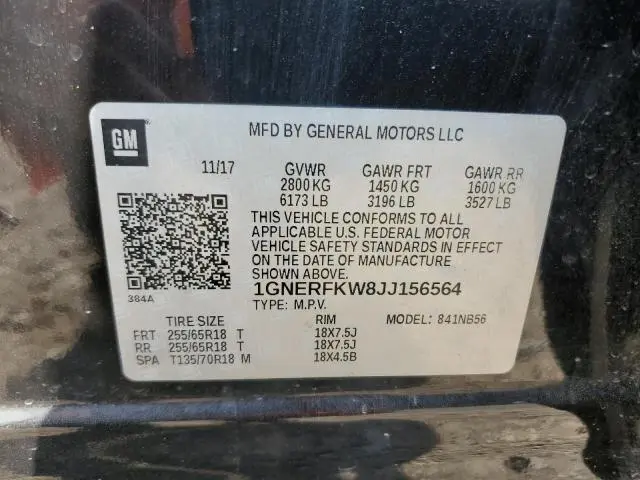 GM
MFD BY GENERAL MOTORS LLC
11/17 GVWR GAWR FRT GAWR RR
2800 KG 1450 KG 1600 KG
6173 LB 3196 LB 3527 LB
THIS VEHICLE CONFORMS TO ALL
APPLICABLE U.S. FEDERAL MOTOR
VEHICLE SAFETY STANDARDS IN EFFECT
ON THE DATE OF MANUFACTURE
SHOWN ABOVE.
384A
1GNERFKW8JJ156564
TYPE: M.P.V.
TIRE SIZE RIM MODEL: 841NB56
FRT 255/65R18 T 18X7.5J
RR 255/65R18 T 18X7.5J
SPA T135/70R18 M 18X4.5B